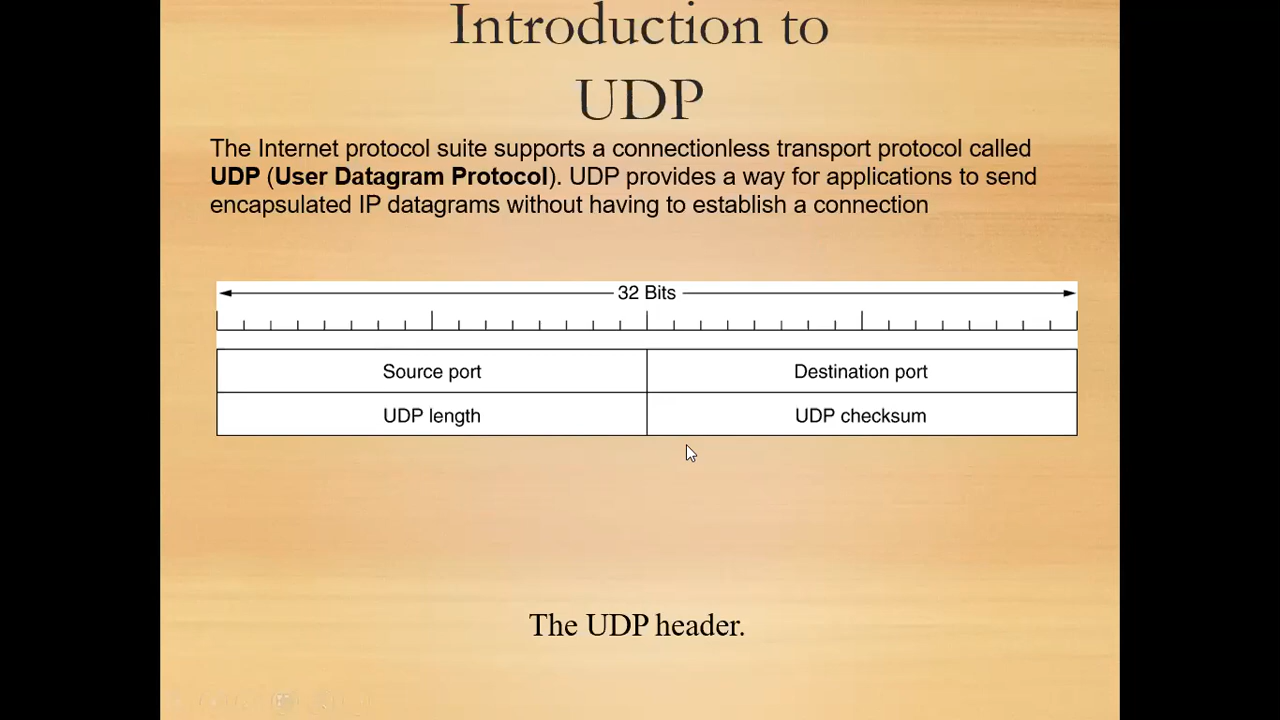 Introduction to
UDP
The Internet protocol suite supports a connectionless transport protocol called
UDP (User Datagram Protocol). UDP provides a way for applications to send
encapsulated IP datagrams without having to establish a connection
32 Bits
Source port Destination port
UDP length UDP checksum
The UDP header.